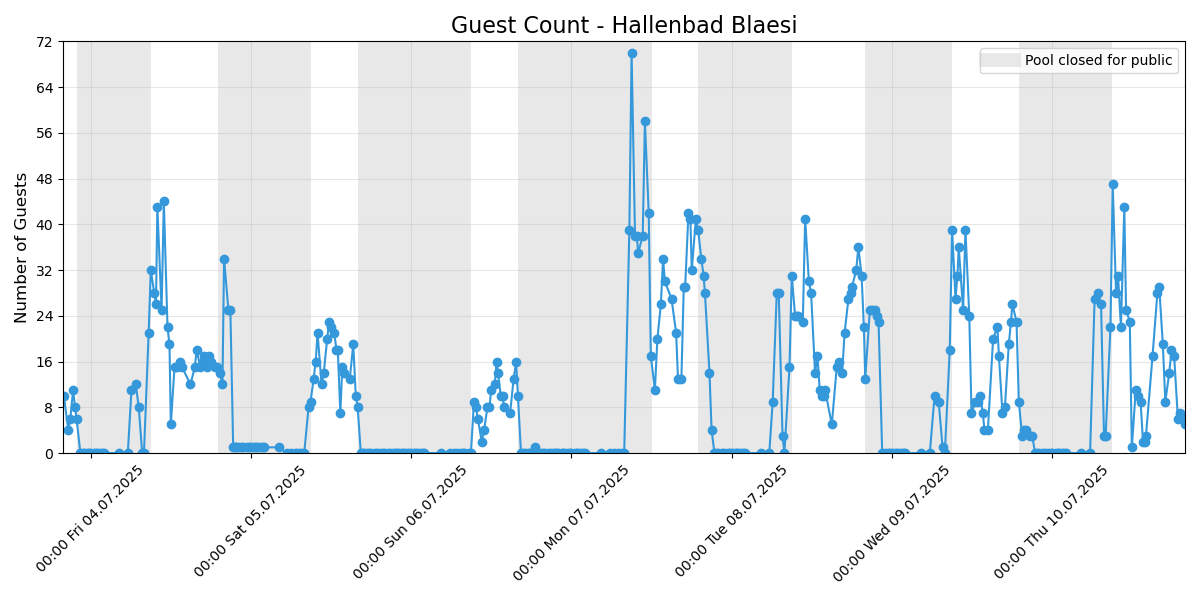 Guest Count - Hallenbad Blaesi
Pool closed for public
Number of Guests
72
64
56
48
40
32
24
16
8
0
00:00 Fri 04.07.2025
00:00 Sat 05.07.2025
00:00 Sun 06.07.2025
00:00 Mon 07.07.2025
00:00 Tue 08.07.2025
00:00 Wed 09.07.2025
00:00 Thu 10.07.2025